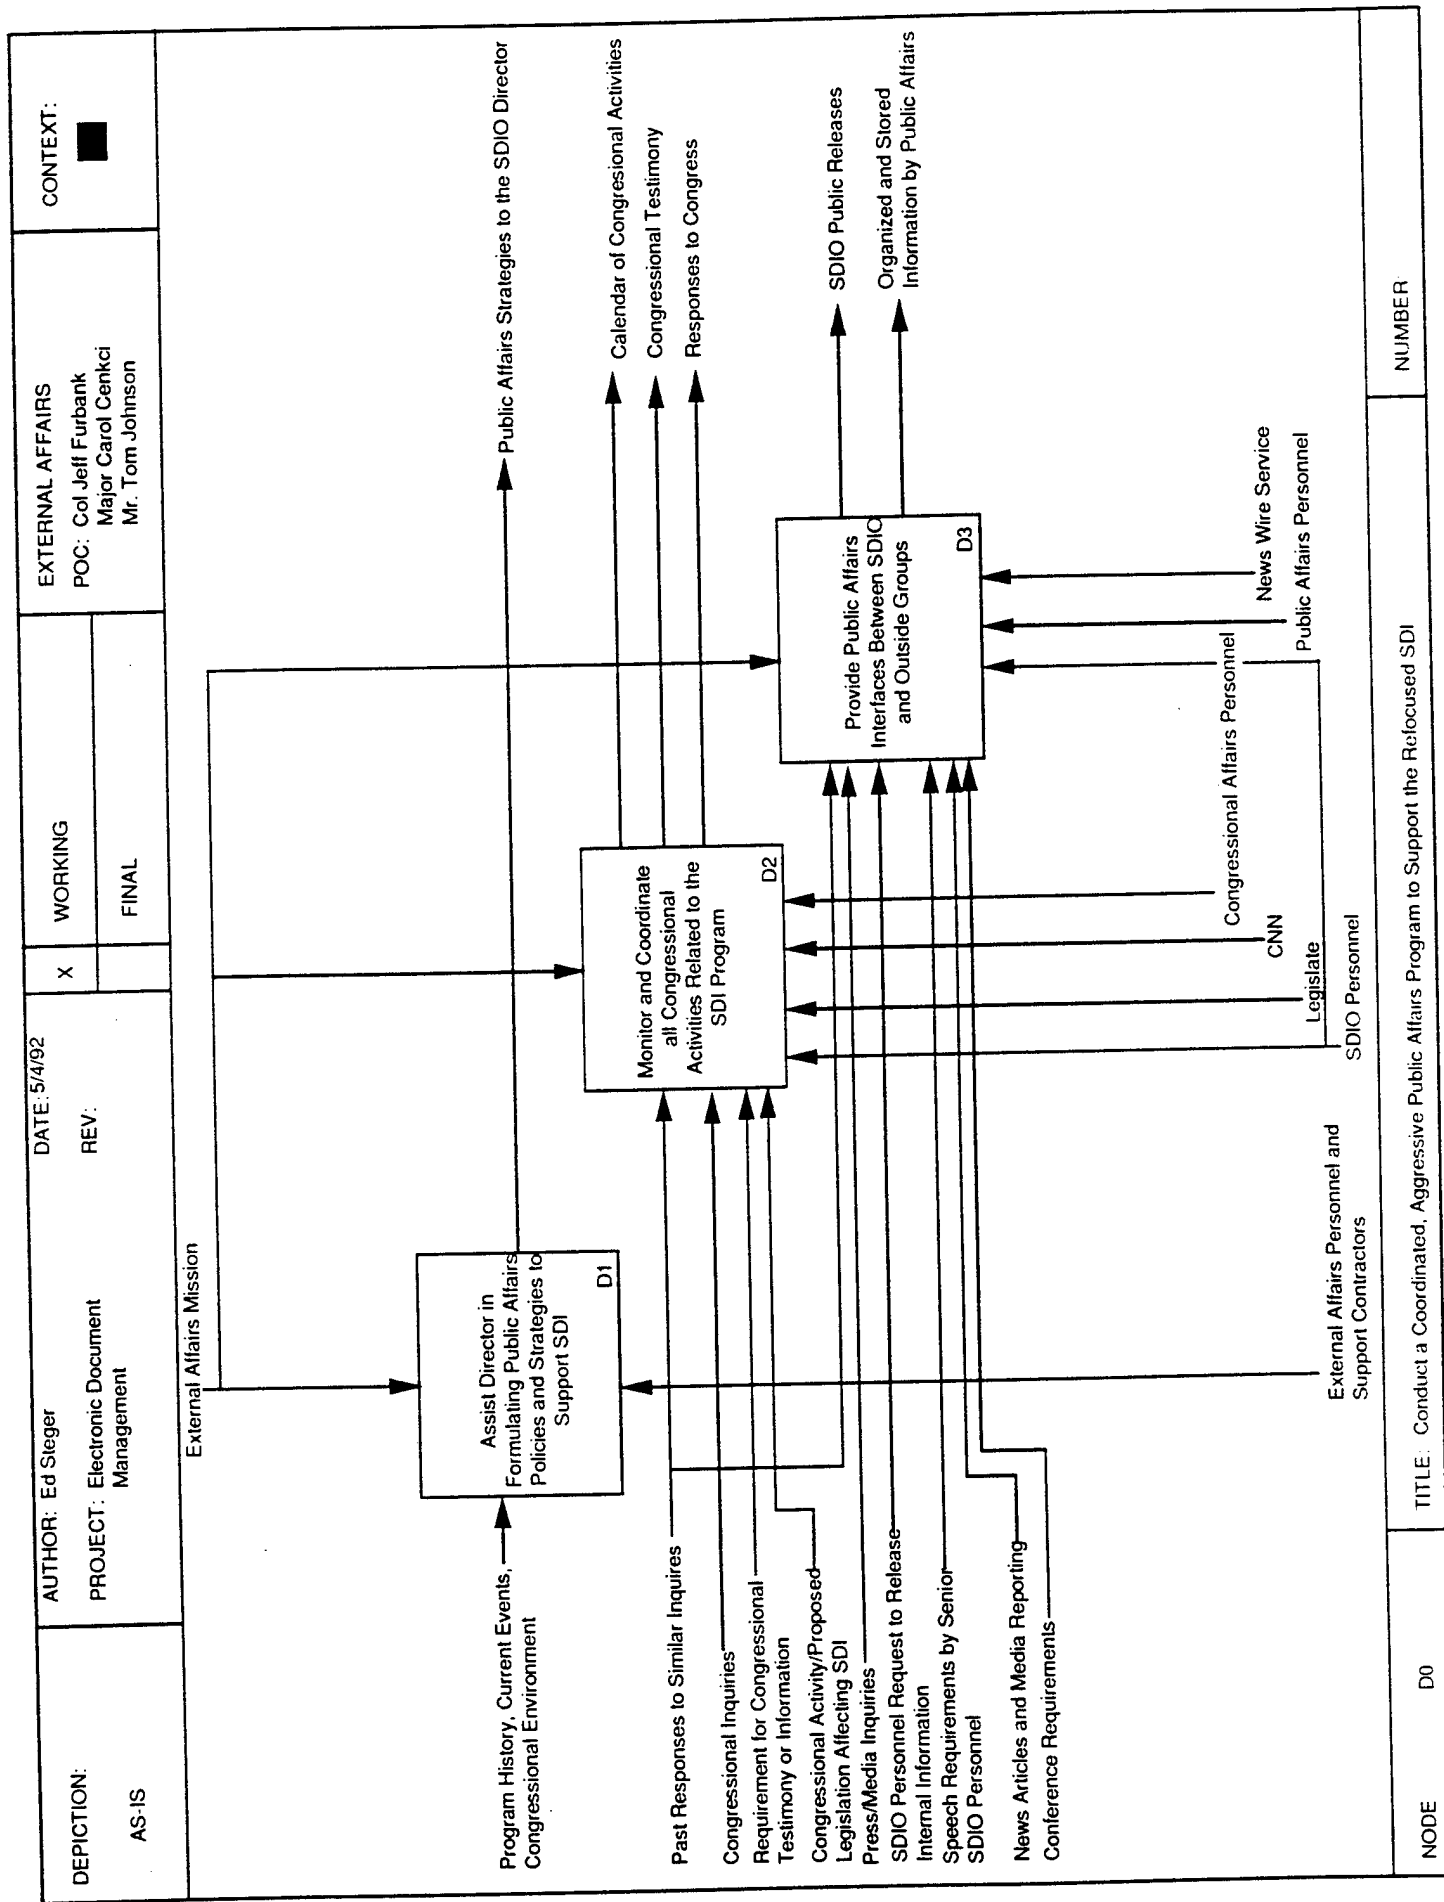 DEPICTION:
AS-IS
AUTHOR: Ed Steger
PROJECT: Electronic Document
Management
DATE: 5/4/92
REV:
X
WORKING
FINAL
EXTERNAL AFFAIRS
POC: Col Jeff Furbank
Major Carol Cenkci
Mr. Tom Johnson
CONTEXT:
External Affairs Mission
Program History, Current Events,
Congressional Environment
Assist Director in
Formulating Public Affairs
Policies and Strategies to
Support SDI
D1
Public Affairs Strategies to the SDIO Director
Past Responses to Similar Inquires
Congressional Inquiries
Requirement for Congressional
Testimony or Information
Congressional Activity/Proposed
Legislation Affecting SDI
Press/Media Inquiries
SDIO Personnel Request to Release
Internal Information
Speech Requirements by Senior
SDIO Personnel
News Articles and Media Reporting
Conference Requirements
Monitor and Coordinate
all Congressional
Activities Related to the
SDI Program
D2
Calendar of Congresional Activities
Congressional Testimony
Responses to Congress
Provide Public Affairs
Interfaces Between SDIO
and Outside Groups
D3
SDIO Public Releases
Organized and Stored
Information by Public Affairs
External Affairs Personnel and
Support Contractors
SDIO Personnel
Legislate
CNN
Congressional Affairs Personnel
Public Affairs Personnel
News Wire Service
NODE D0
TITLE: Conduct a Coordinated, Aggressive Public Affairs Program to Support the Refocused SDI
NUMBER